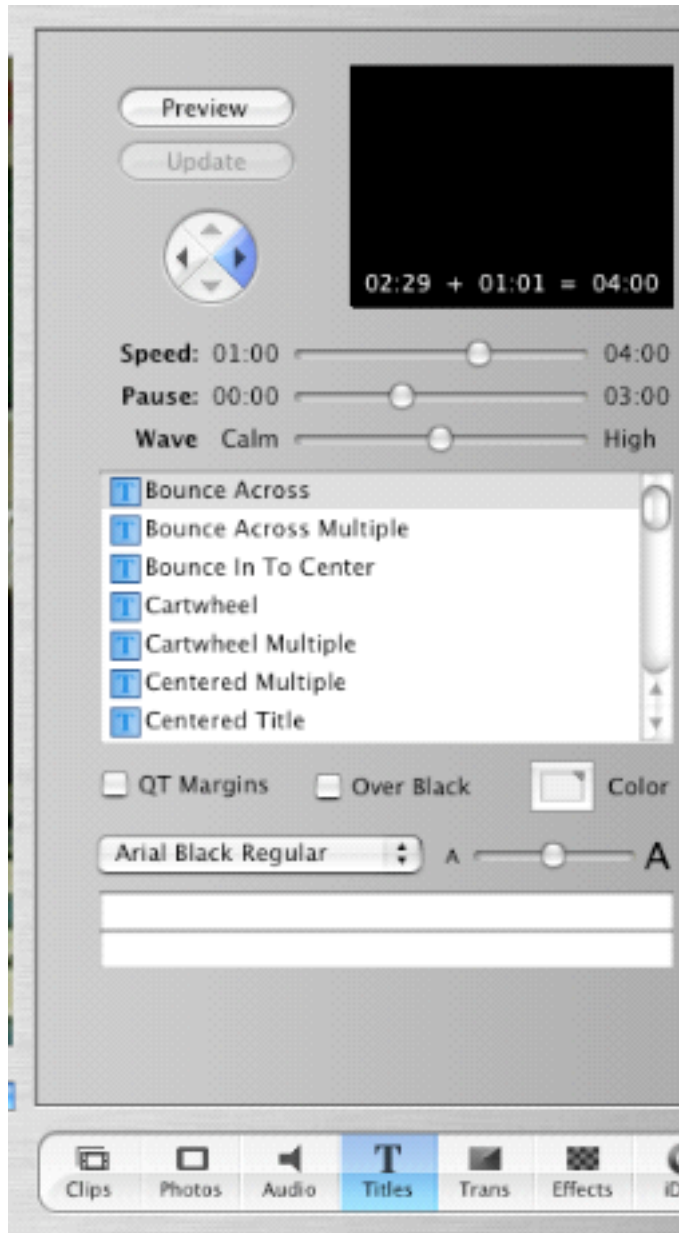 Preview
Update
02:29 + 01:01 = 04:00
Speed: 01:00 04:00
Pause: 00:00 03:00
Wave Calm High
T Bounce Across
T Bounce Across Multiple
T Bounce In To Center
T Cartwheel
T Cartwheel Multiple
T Centered Multiple
T Centered Title
QT Margins Over Black Color
Arial Black Regular A A
T
Clips Photos Audio Titles Trans Effects